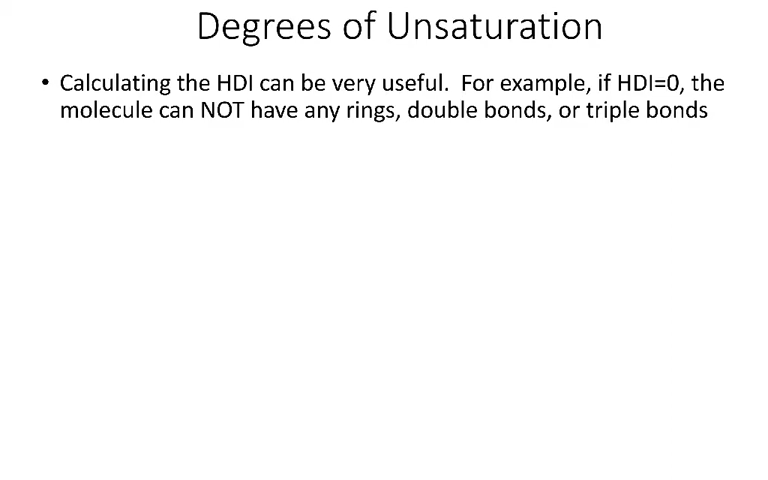 Degrees of Unsaturation
• Calculating the HDI can be very useful.  For example, if HDI=0, the
molecule can NOT have any rings, double bonds, or triple bonds